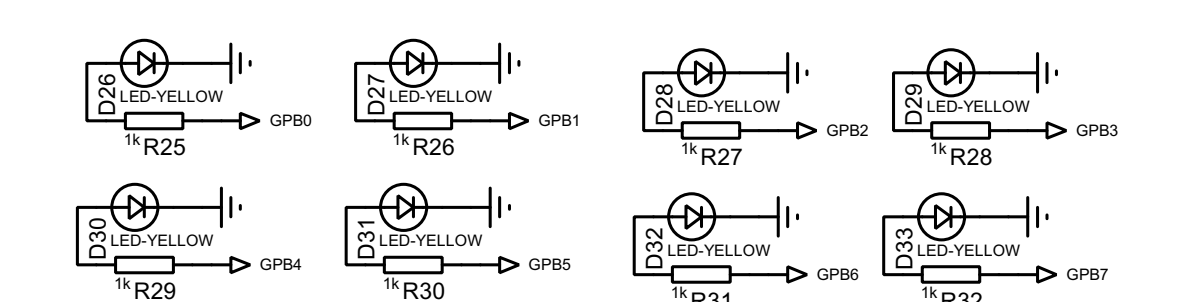 D26
LED-YELLOW
GPB0
1k R25
D27
LED-YELLOW
GPB1
1k R26
D28
LED-YELLOW
GPB2
1k R27
D29
LED-YELLOW
GPB3
1k R28
D30
LED-YELLOW
GPB4
1k R29
D31
LED-YELLOW
GPB5
1k R30
D32
LED-YELLOW
GPB6
1k R31
D33
LED-YELLOW
GPB7
1k R32